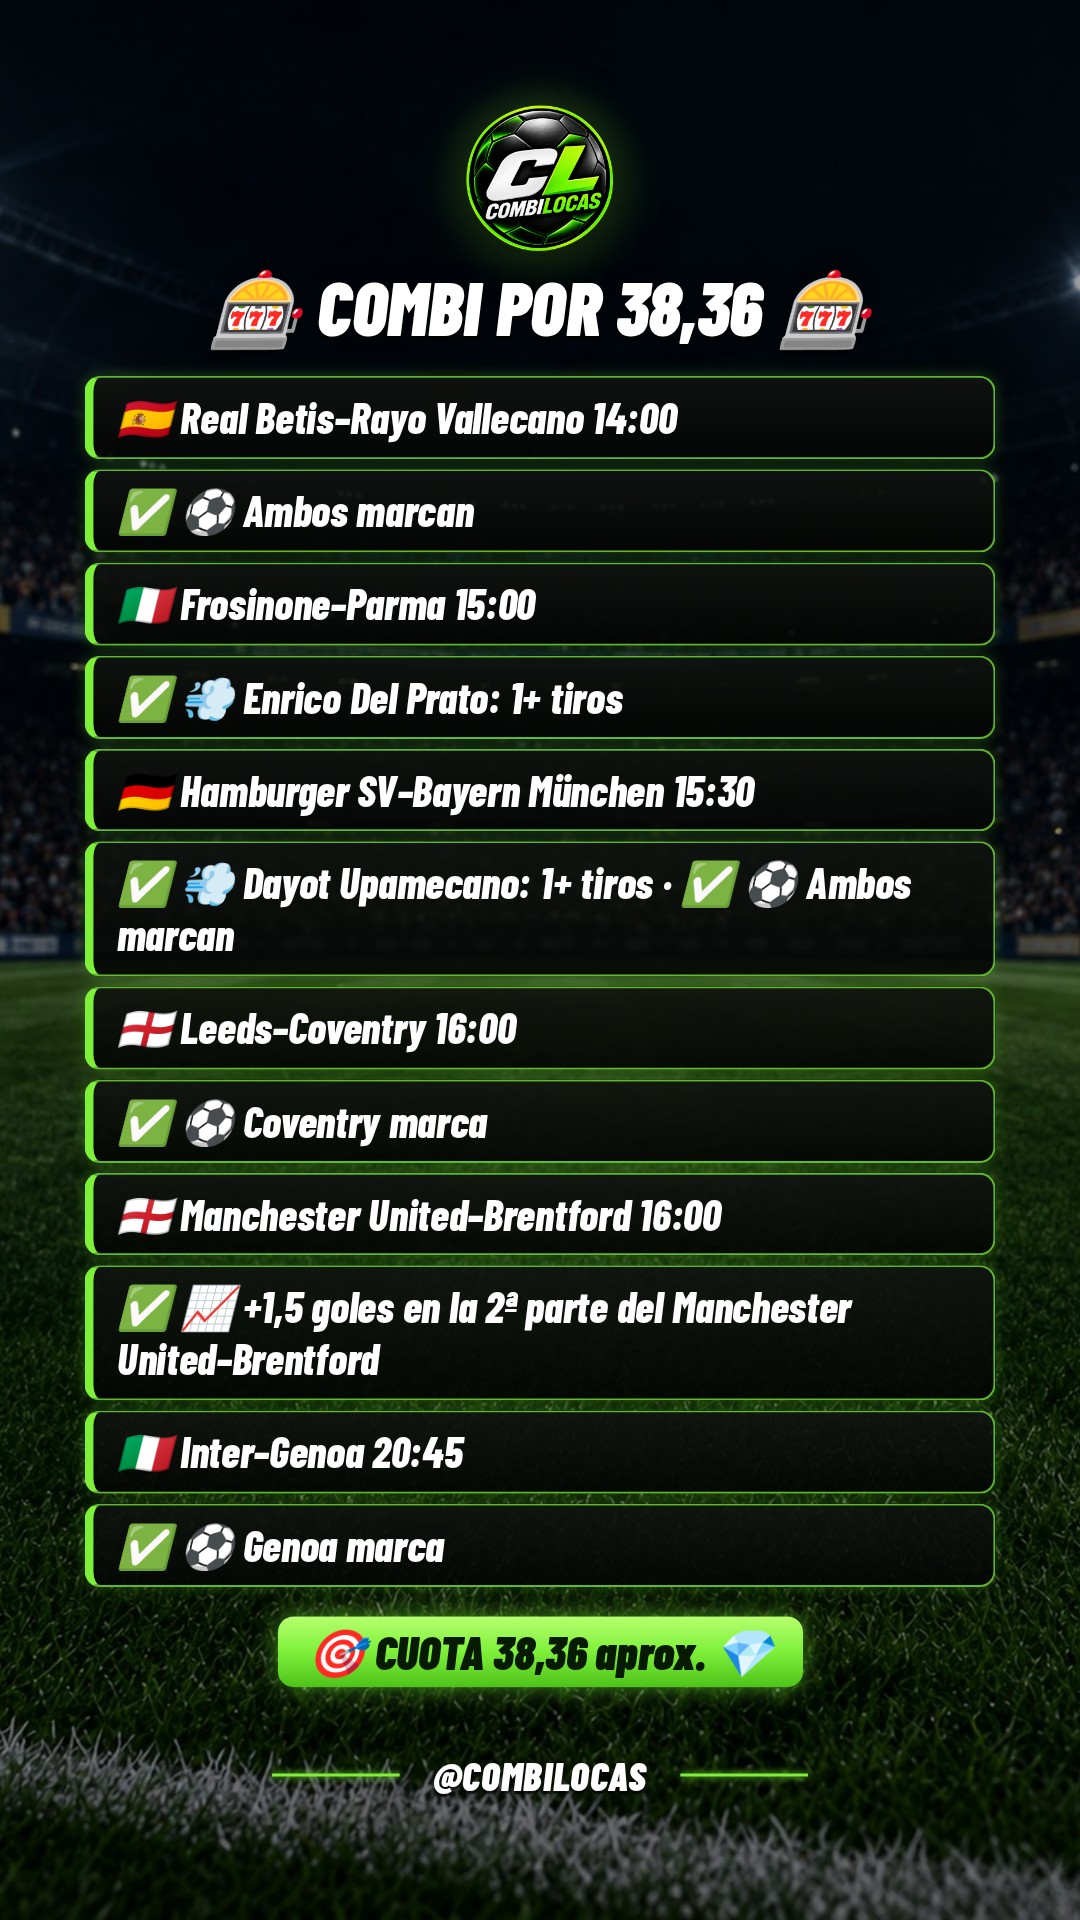 CL
COMBILOCAS
🎰 COMBI POR 38,36 🎰
🇪🇸 Real Betis-Rayo Vallecano 14:00
✅ ⚽ Ambos marcan
🇮🇹 Frosinone-Parma 15:00
✅ 💨 Enrico Del Prato: 1+ tiros
🇩🇪 Hamburger SV-Bayern München 15:30
✅ 💨 Dayot Upamecano: 1+ tiros · ✅ ⚽ Ambos
marcan
🏴󠁧󠁢󠁥󠁮󠁧󠁿 Leeds-Coventry 16:00
✅ ⚽ Coventry marca
🏴󠁧󠁢󠁥󠁮󠁧󠁿 Manchester United-Brentford 16:00
✅ 📈 +1,5 goles en la 2ª parte del Manchester
United-Brentford
🇮🇹 Inter-Genoa 20:45
✅ ⚽ Genoa marca
🎯 CUOTA 38,36 aprox. 💎
@COMBILOCAS